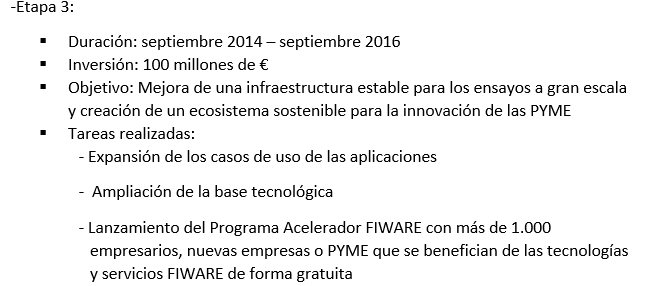 -Etapa 3:
▪ Duración: septiembre 2014 – septiembre 2016
▪ Inversión: 100 millones de €
▪ Objetivo: Mejora de una infraestructura estable para los ensayos a gran escala
y creación de un ecosistema sostenible para la innovación de las PYME
▪ Tareas realizadas:
- Expansión de los casos de uso de las aplicaciones
- Ampliación de la base tecnológica
- Lanzamiento del Programa Acelerador FIWARE con más de 1.000
empresarios, nuevas empresas o PYME que se benefician de las tecnologías
y servicios FIWARE de forma gratuita